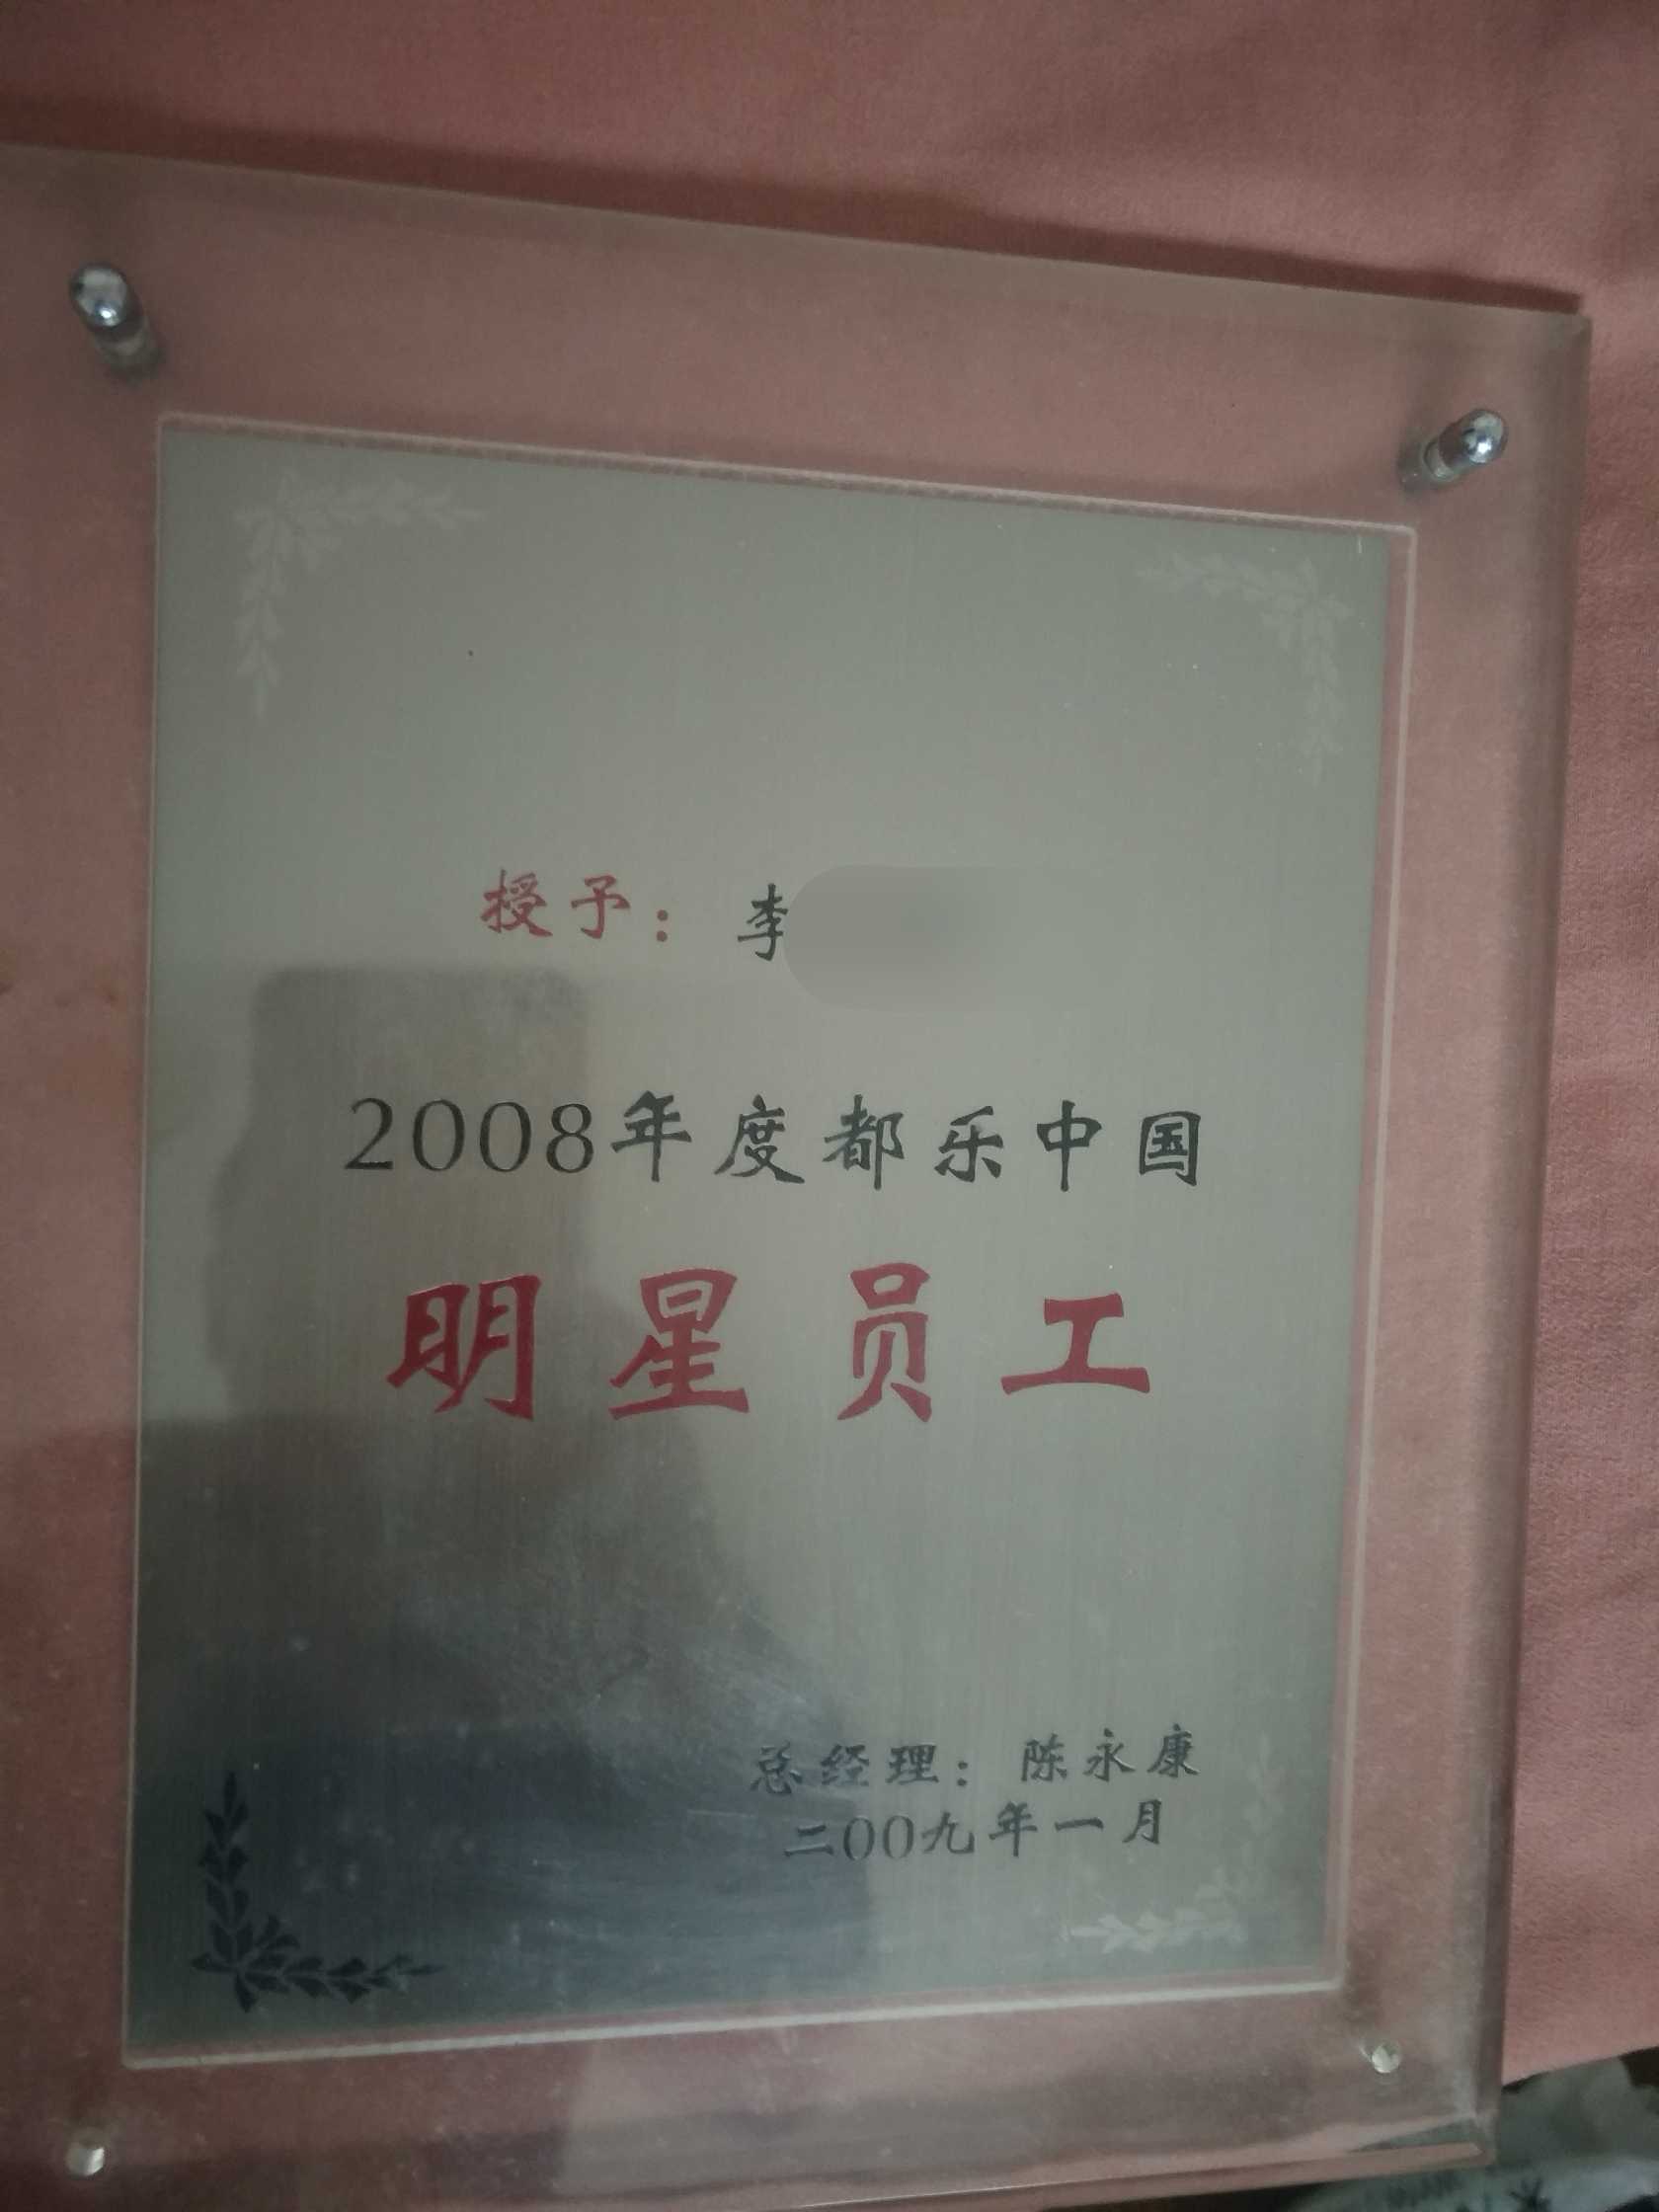 授予：李
2008年度都乐中国
明星员工
总经理：陈永康
二00九年一月